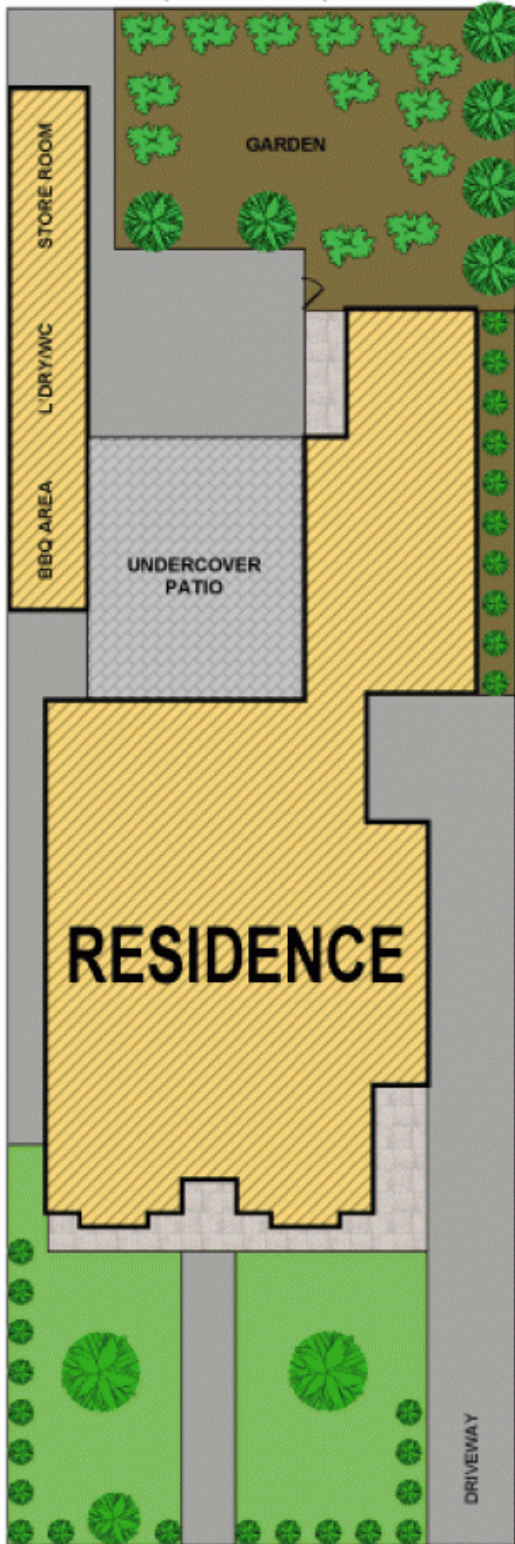 GARDEN
STORE ROOM
L'DRY/WC
BBQ AREA
UNDERCOVER
PATIO
RESIDENCE
DRIVEWAY